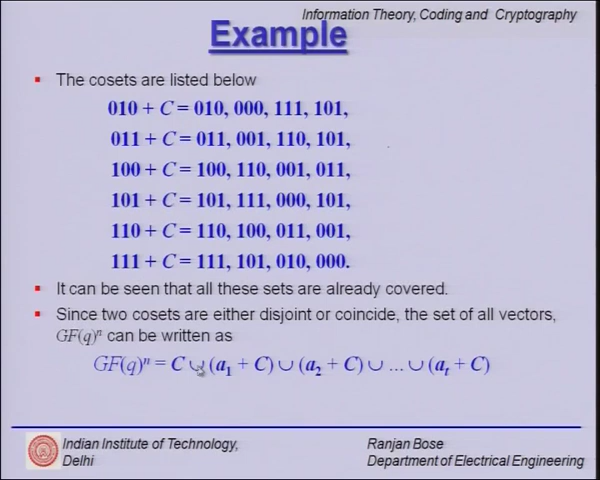 Information Theory, Coding and Cryptography
Example
The cosets are listed below
010 + C = 010, 000, 111, 101,
011 + C = 011, 001, 110, 101,
100 + C = 100, 110, 001, 011,
101 + C = 101, 111, 000, 101,
110 + C = 110, 100, 011, 001,
111 + C = 111, 101, 010, 000.
It can be seen that all these sets are already covered.
Since two cosets are either disjoint or coincide, the set of all vectors,
GF(q)ⁿ can be written as
GF(q)ⁿ = C ∪ (a₁ + C) ∪ (a₂ + C) ∪ ... ∪ (aₜ + C)
Indian Institute of Technology,
Delhi
Ranjan Bose
Department of Electrical Engineering